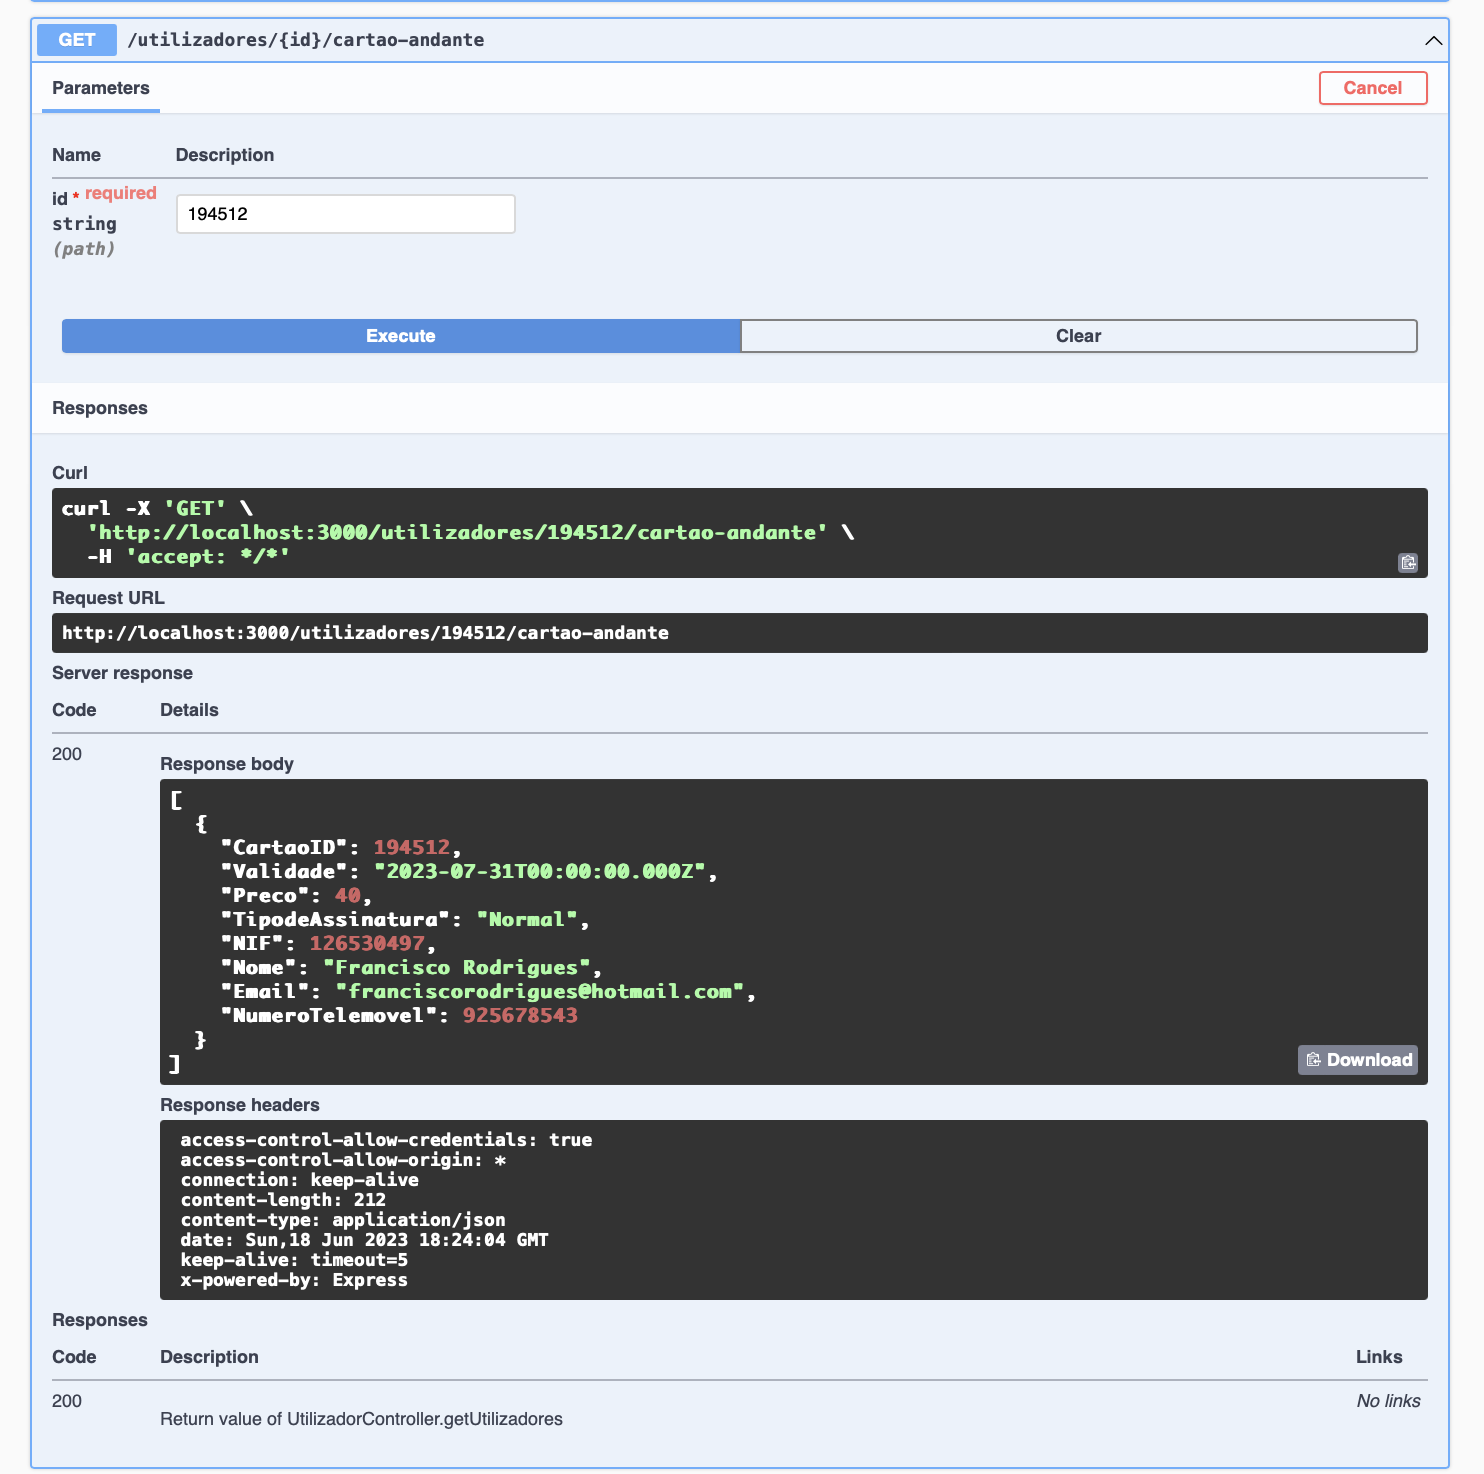 GET /utilizadores/{id}/cartao-andante
Parameters
Cancel
Name Description
id * required
string
(path)
194512
Execute
Clear
Responses
Curl
curl -X 'GET' \
  'http://localhost:3000/utilizadores/194512/cartao-andante' \
  -H 'accept: */*'
Request URL
http://localhost:3000/utilizadores/194512/cartao-andante
Server response
Code Details
200
Response body
[
  {
    "CartaoID": 194512,
    "Validade": "2023-07-31T00:00:00.000Z",
    "Preco": 40,
    "TipodeAssinatura": "Normal",
    "NIF": 126530497,
    "Nome": "Francisco Rodrigues",
    "Email": "franciscorodrigues@hotmail.com",
    "NumeroTelemovel": 925678543
  }
]
Download
Response headers
access-control-allow-credentials: true
access-control-allow-origin: *
connection: keep-alive
content-length: 212
content-type: application/json
date: Sun,18 Jun 2023 18:24:04 GMT
keep-alive: timeout=5
x-powered-by: Express
Responses
Code Description Links
200
No links
Return value of UtilizadorController.getUtilizadores